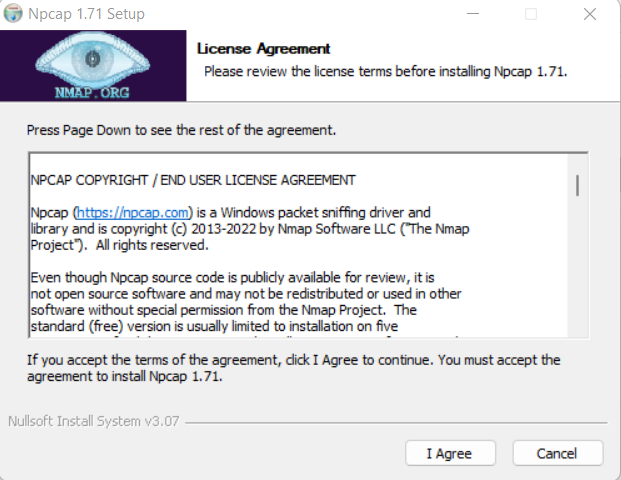 Npcap 1.71 Setup
NMAP.ORG
License Agreement
Please review the license terms before installing Npcap 1.71.
Press Page Down to see the rest of the agreement.
NPCAP COPYRIGHT / END USER LICENSE AGREEMENT
Npcap (https://npcap.com) is a Windows packet sniffing driver and
library and is copyright (c) 2013-2022 by Nmap Software LLC ("The Nmap
Project").  All rights reserved.
Even though Npcap source code is publicly available for review, it is
not open source software and may not be redistributed or used in other
software without special permission from the Nmap Project.  The
standard (free) version is usually limited to installation on five
If you accept the terms of the agreement, click I Agree to continue. You must accept the
agreement to install Npcap 1.71.
Nullsoft Install System v3.07
I Agree
Cancel